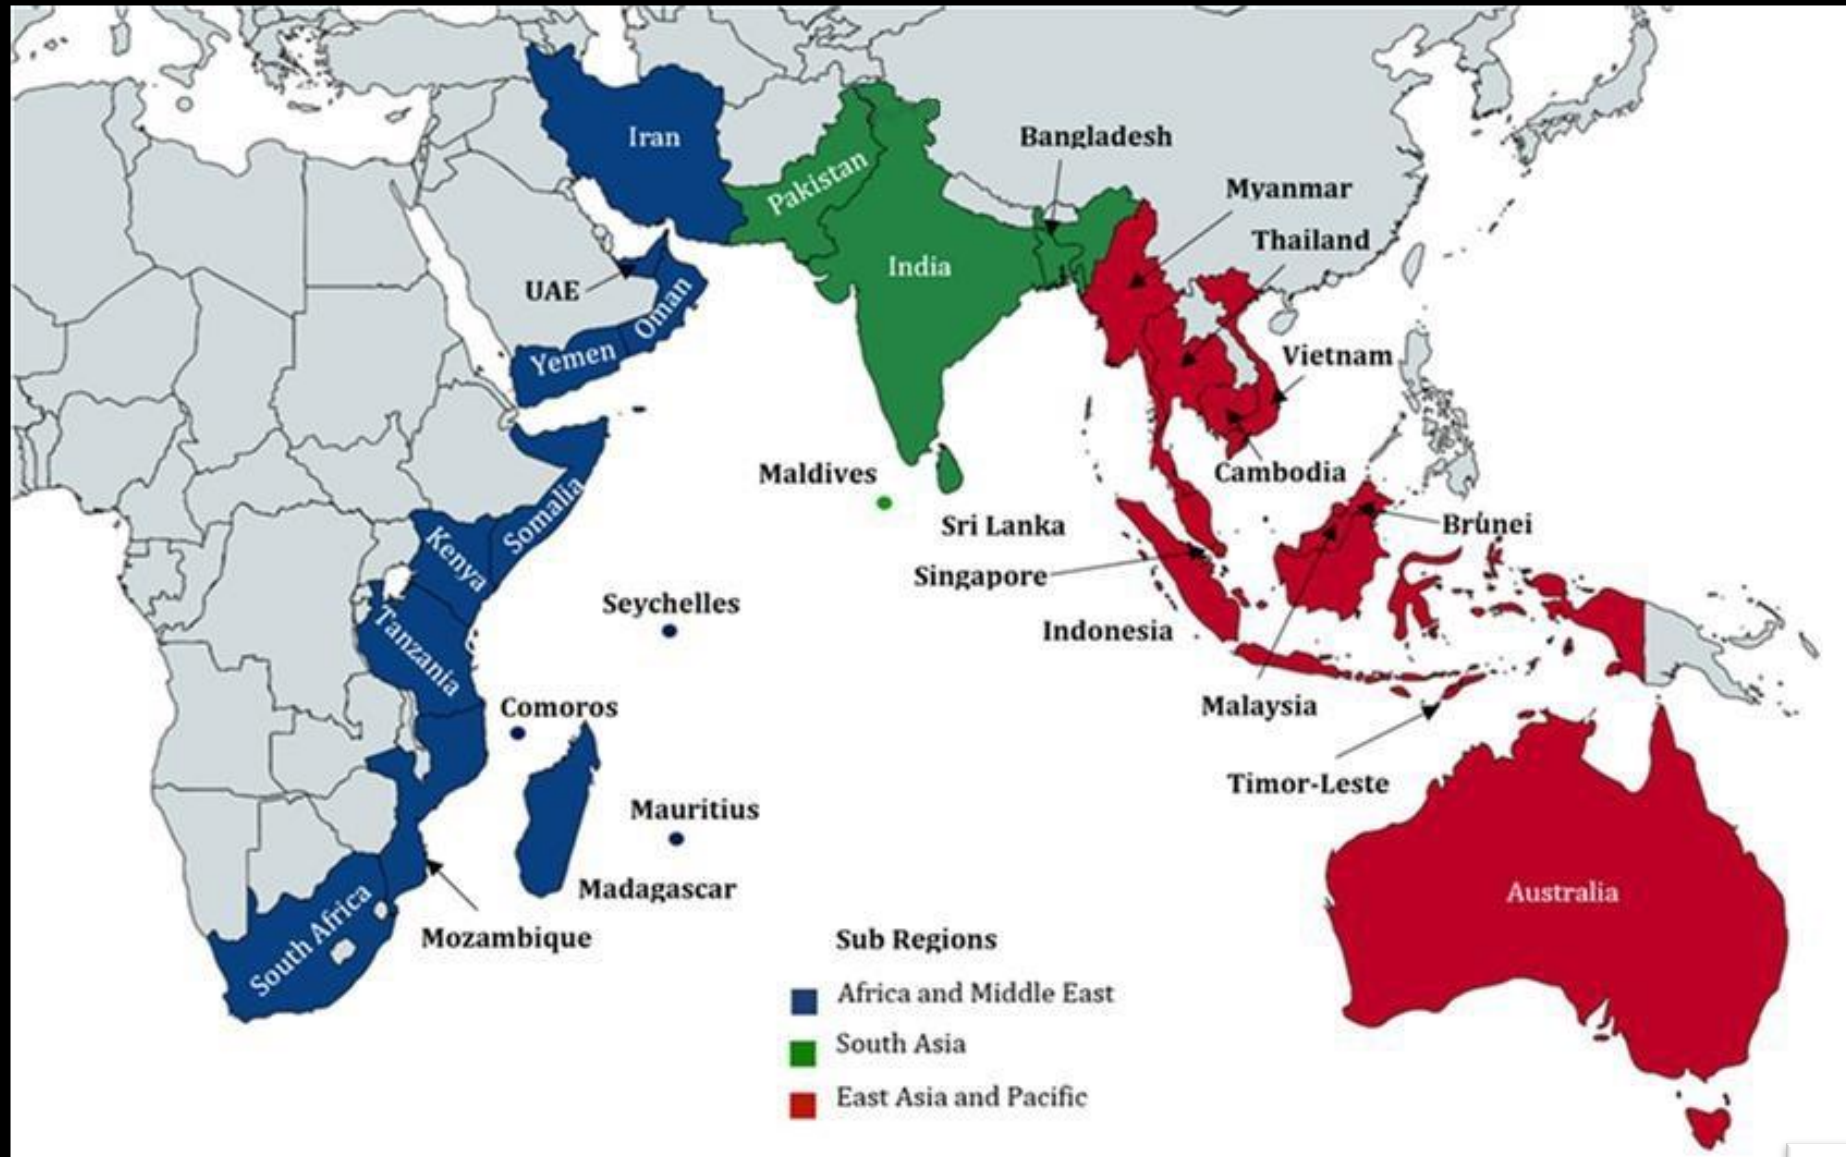 Iran
Bangladesh
Pakistan
Myanmar
Thailand
India
UAE
Oman
Yemen
Vietnam
Maldives
Cambodia
Somalia
Sri Lanka
Brunei
Kenya
Singapore
Seychelles
Indonesia
Tanzania
Comoros
Malaysia
Timor-Leste
Mauritius
Madagascar
Australia
South Africa
Mozambique
Sub Regions
Africa and Middle East
South Asia
East Asia and Pacific